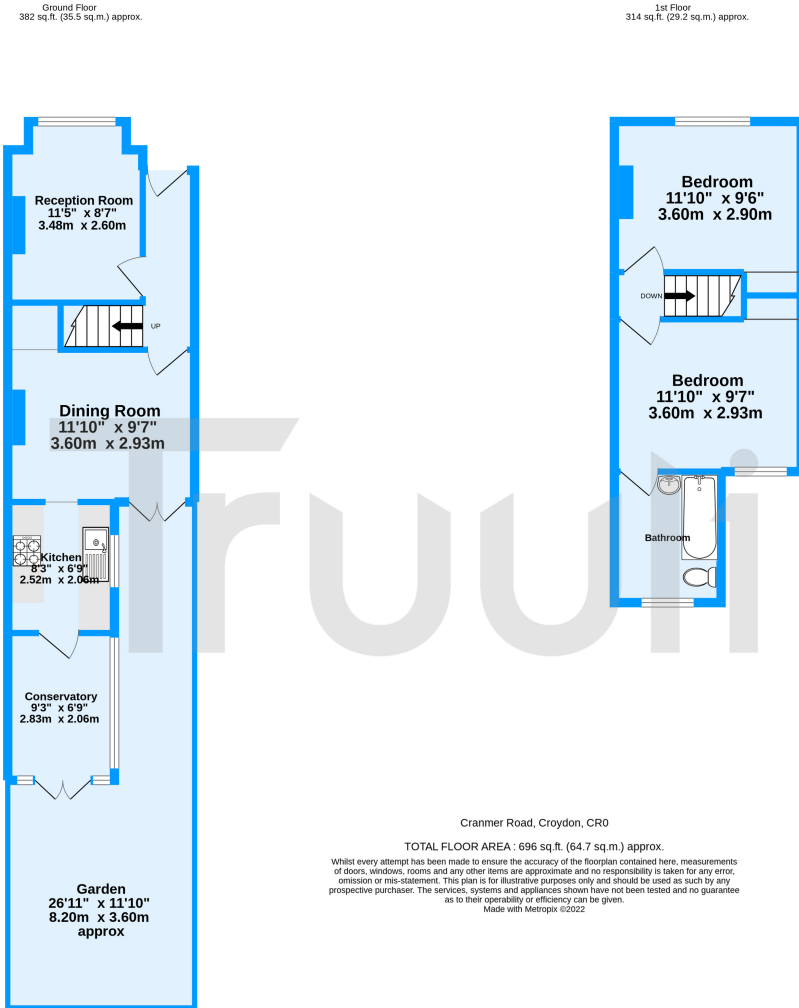 Ground Floor
382 sq.ft. (35.5 sq.m.) approx.
1st Floor
314 sq.ft. (29.2 sq.m.) approx.
Reception Room
11'5" x 8'7"
3.48m x 2.60m
UP
Dining Room
11'10" x 9'7"
3.60m x 2.93m
Kitchen
8'3" x 6'9"
2.52m x 2.06m
Conservatory
9'3" x 6'9"
2.83m x 2.06m
Garden
26'11" x 11'10"
8.20m x 3.60m
approx
Bedroom
11'10" x 9'6"
3.60m x 2.90m
DOWN
Bedroom
11'10" x 9'7"
3.60m x 2.93m
Bathroom
Truuli
Cranmer Road, Croydon, CR0
TOTAL FLOOR AREA : 696 sq.ft. (64.7 sq.m.) approx.
Whilst every attempt has been made to ensure the accuracy of the floorplan contained here, measurements
of doors, windows, rooms and any other items are approximate and no responsibility is taken for any error,
omission or mis-statement. This plan is for illustrative purposes only and should be used as such by any
prospective purchaser. The services, systems and appliances shown have not been tested and no guarantee
as to their operability or efficiency can be given.
Made with Metropix ©2022